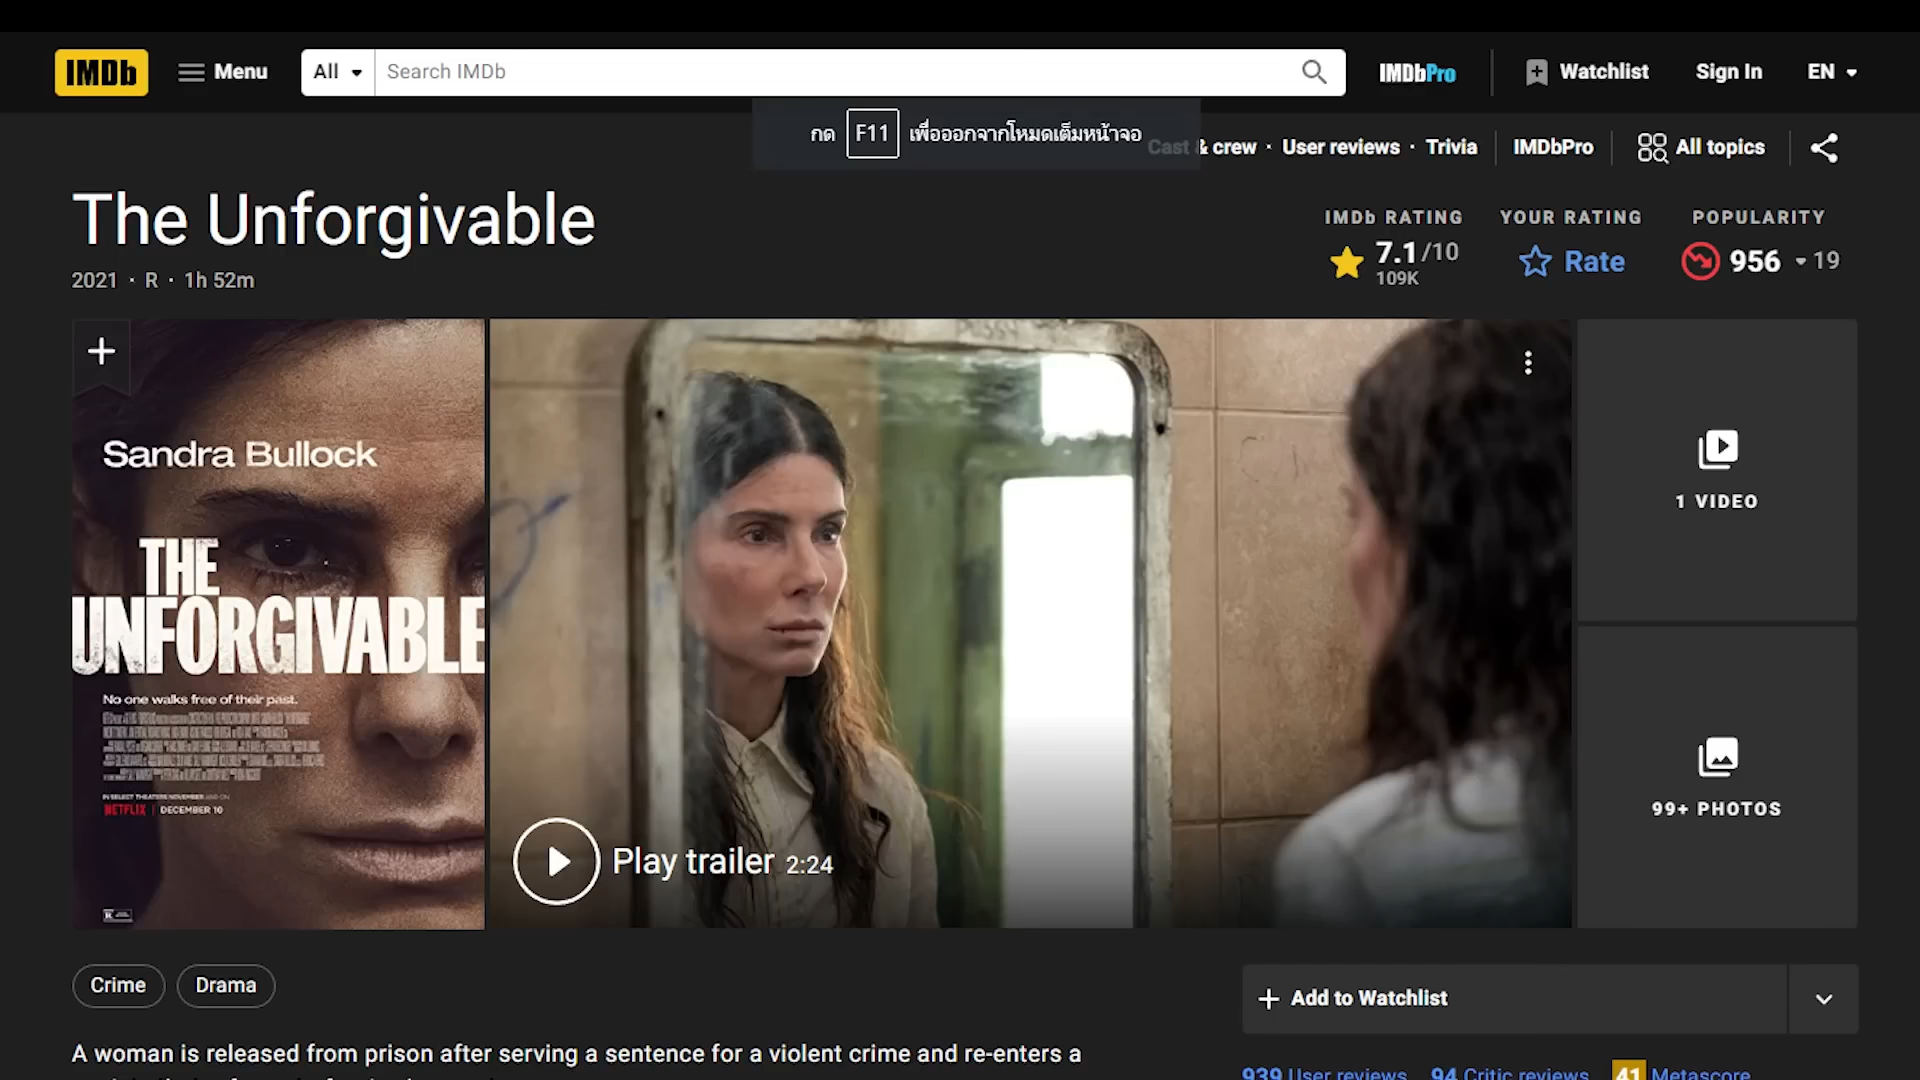 IMDb Menu All Search IMDb IMDbPro Watchlist Sign In EN
กด F11 เพื่อออกจากโหมดเต็มหน้าจอ
Cast & crew · User reviews · Trivia IMDbPro All topics
The Unforgivable
2021 · R · 1h 52m
IMDb RATING YOUR RATING POPULARITY
7.1/10 Rate 956 19
109K
Sandra Bullock
THE
UNFORGIVABLE
No one walks free of their past.
NETFLIX | DECEMBER 10
Play trailer 2:24
1 VIDEO
99+ PHOTOS
Crime Drama
+ Add to Watchlist
A woman is released from prison after serving a sentence for a violent crime and re-enters a
939 User reviews 94 Critic reviews 41 Metascore